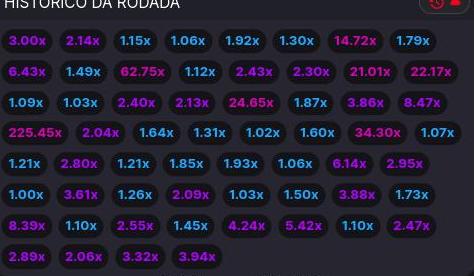 HISTÓRICO DA RODADA
3.00x 2.14x 1.15x 1.06x 1.92x 1.30x 14.72x 1.79x
6.43x 1.49x 62.75x 1.12x 2.43x 2.30x 21.01x 22.17x
1.09x 1.03x 2.40x 2.13x 24.65x 1.87x 3.86x 8.47x
225.45x 2.04x 1.64x 1.31x 1.02x 1.60x 34.30x 1.07x
1.21x 2.80x 1.21x 1.85x 1.93x 1.06x 6.14x 2.95x
1.00x 3.61x 1.26x 2.09x 1.03x 1.50x 3.88x 1.73x
8.39x 1.10x 2.55x 1.45x 4.24x 5.42x 1.10x 2.47x
2.89x 2.06x 3.32x 3.94x